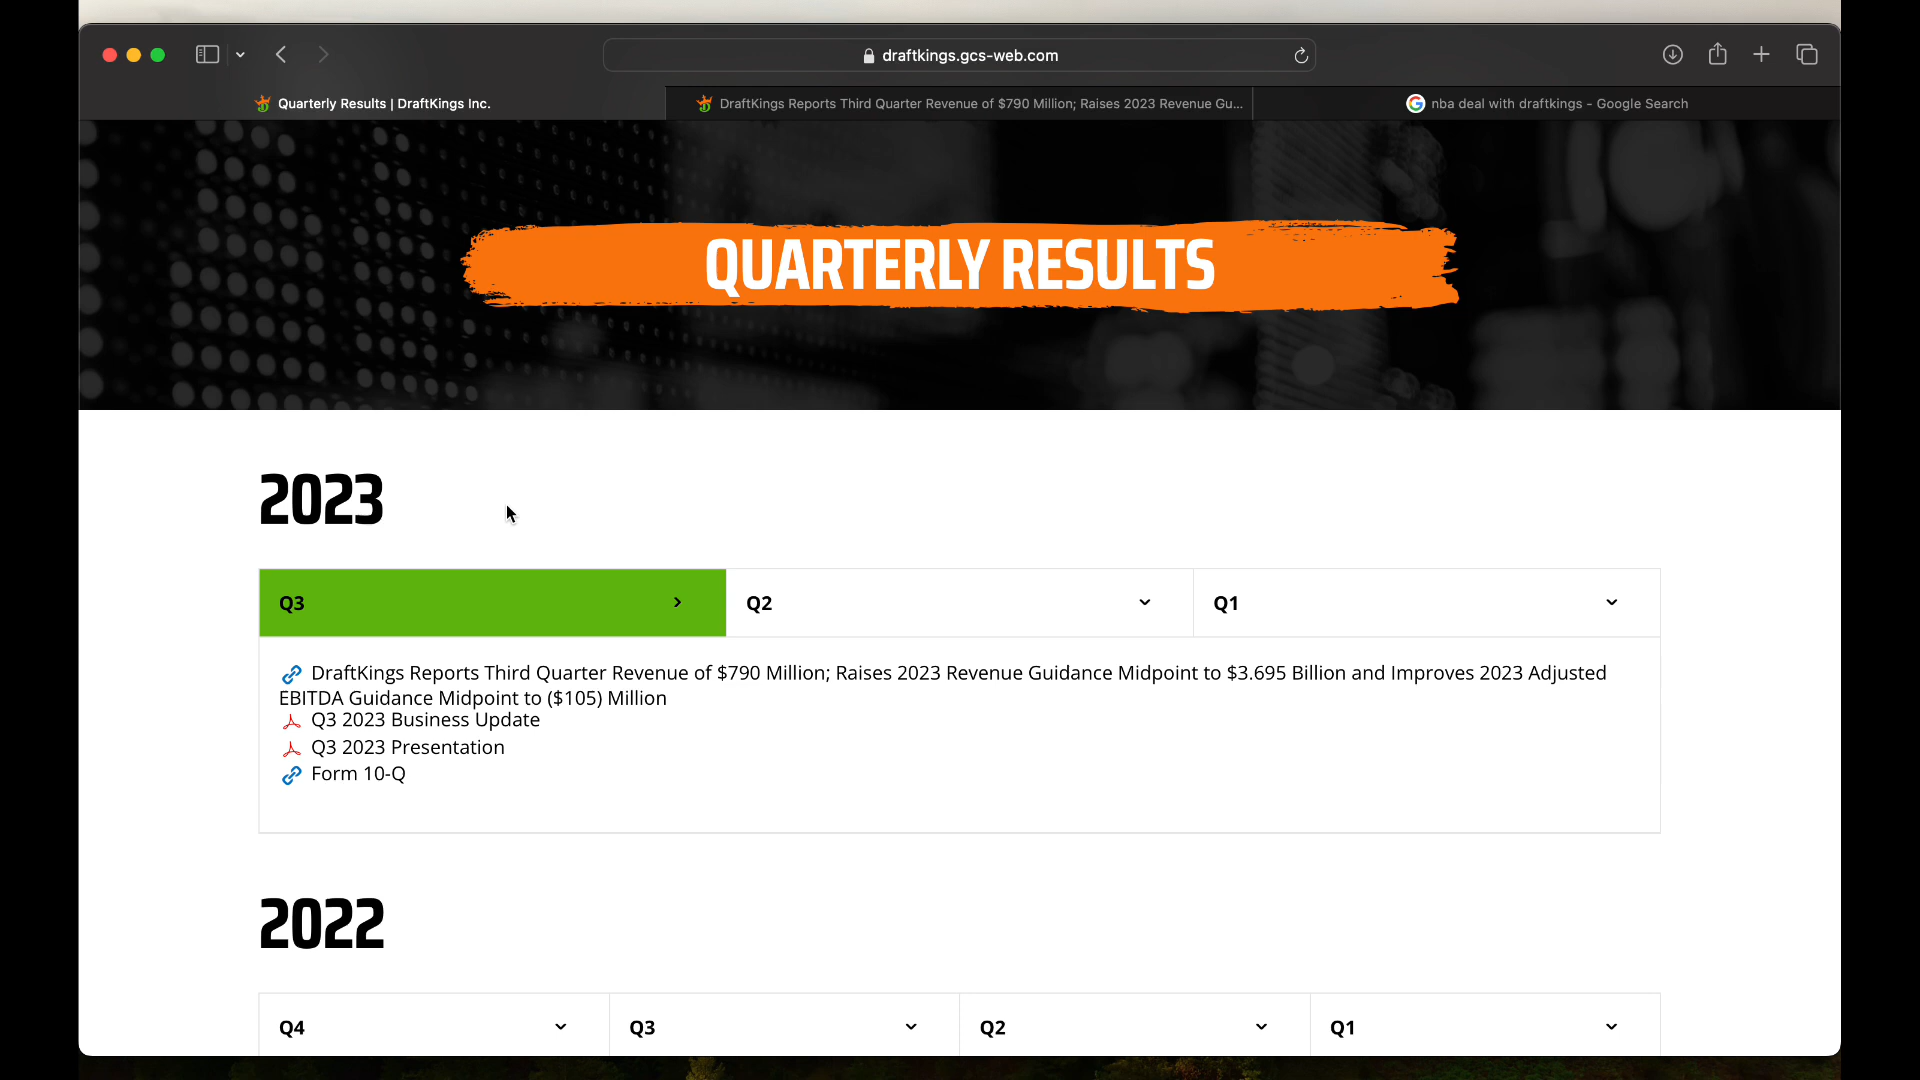 draftkings.gcs-web.com
Quarterly Results | DraftKings Inc.
DraftKings Reports Third Quarter Revenue of $790 Million; Raises 2023 Revenue Gu...
nba deal with draftkings - Google Search
QUARTERLY RESULTS
2023
Q3
Q2
Q1
DraftKings Reports Third Quarter Revenue of $790 Million; Raises 2023 Revenue Guidance Midpoint to $3.695 Billion and Improves 2023 Adjusted
EBITDA Guidance Midpoint to ($105) Million
Q3 2023 Business Update
Q3 2023 Presentation
Form 10-Q
2022
Q4
Q3
Q2
Q1